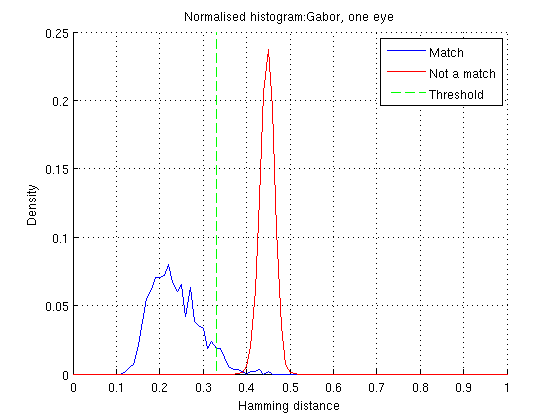 Normalised histogram:Gabor, one eye
0.25
0.2
0.15
0.1
0.05
0
Density
Match
Not a match
Threshold
0 0.1 0.2 0.3 0.4 0.5 0.6 0.7 0.8 0.9 1
Hamming distance